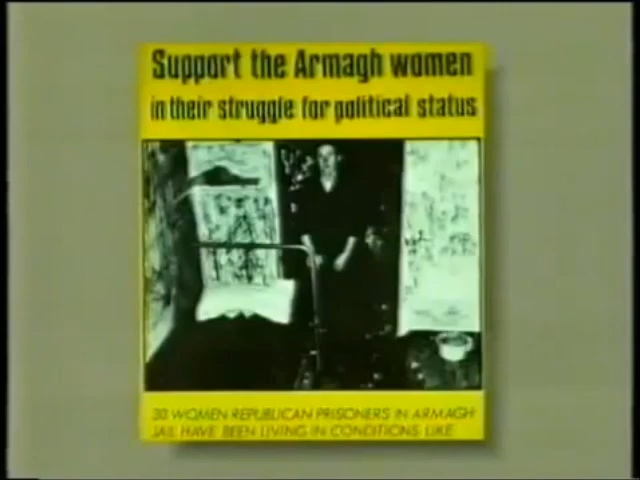 Support the Armagh women
in their struggle for political status
30 WOMEN REPUBLICAN PRISONERS IN ARMAGH
JAIL HAVE BEEN LIVING IN CONDITIONS LIKE